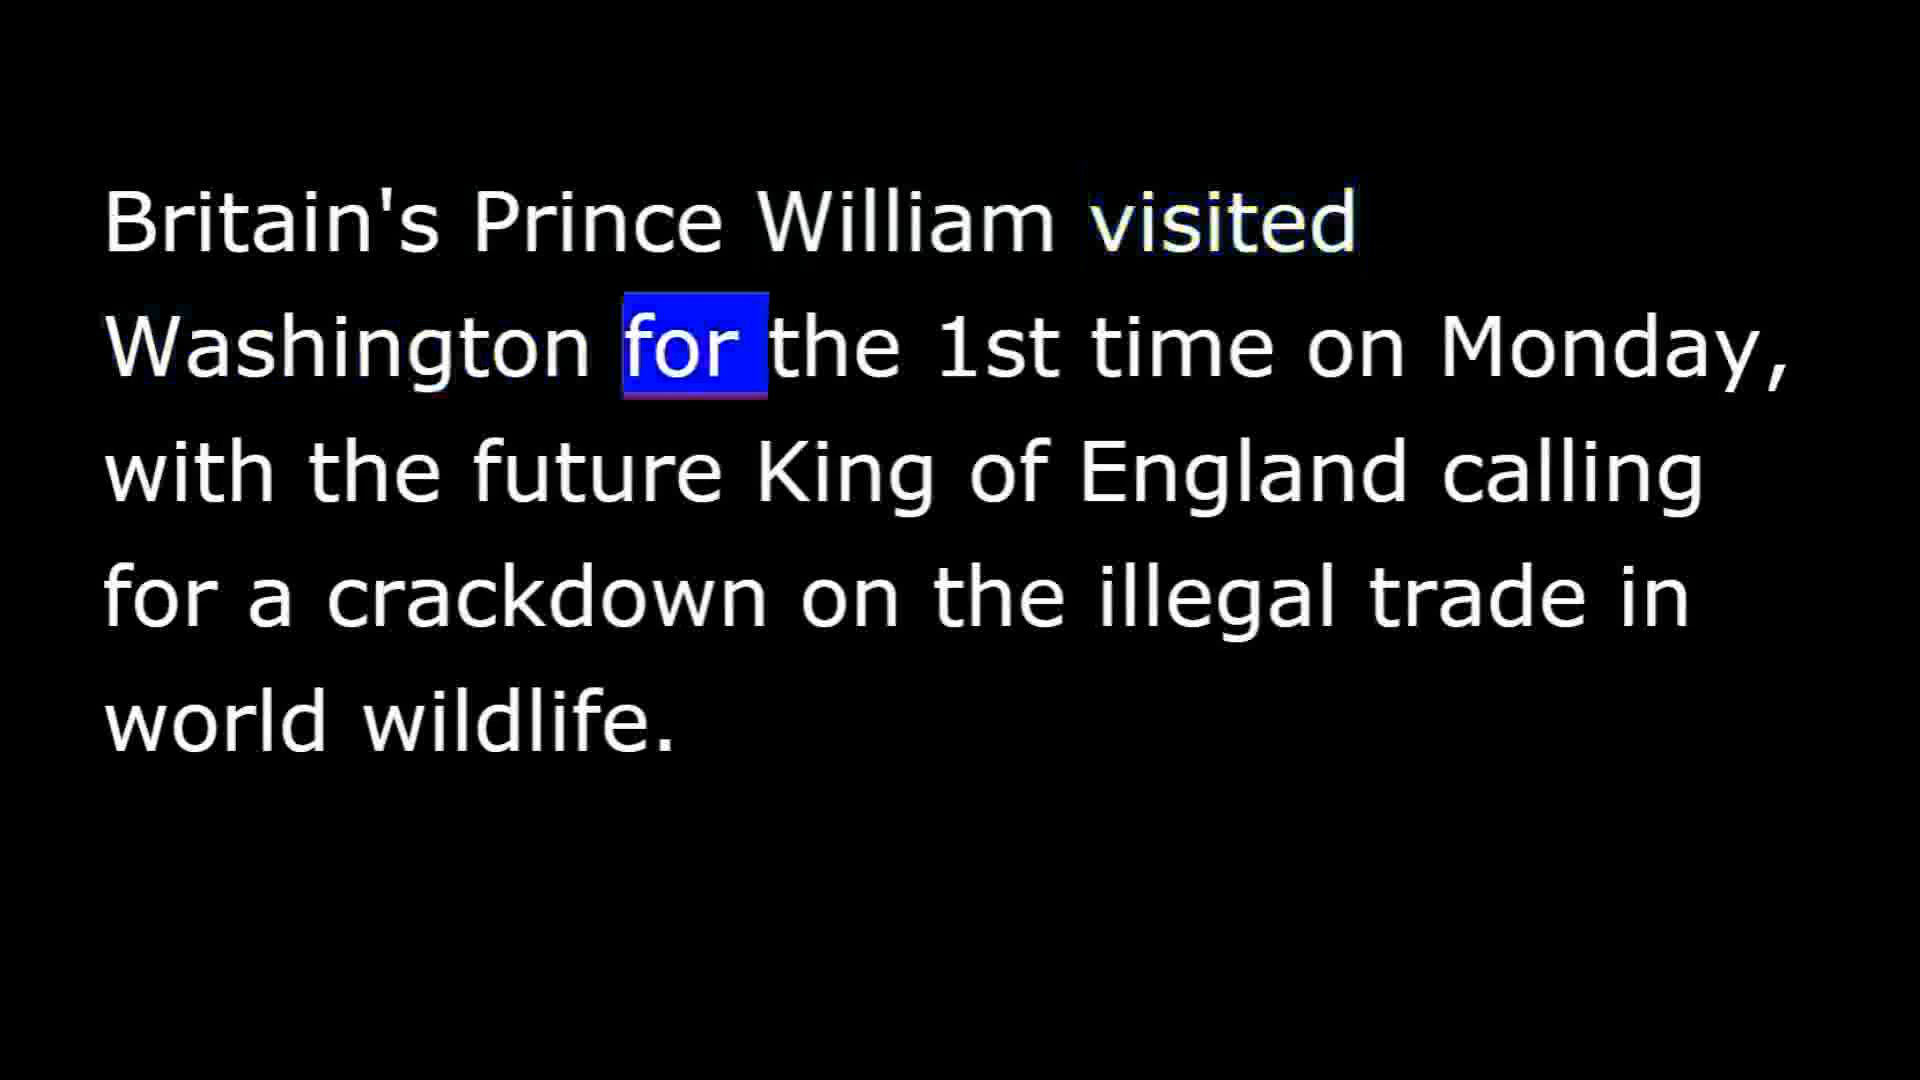 Britain's Prince William visited
Washington for the 1st time on Monday,
with the future King of England calling
for a crackdown on the illegal trade in
world wildlife.